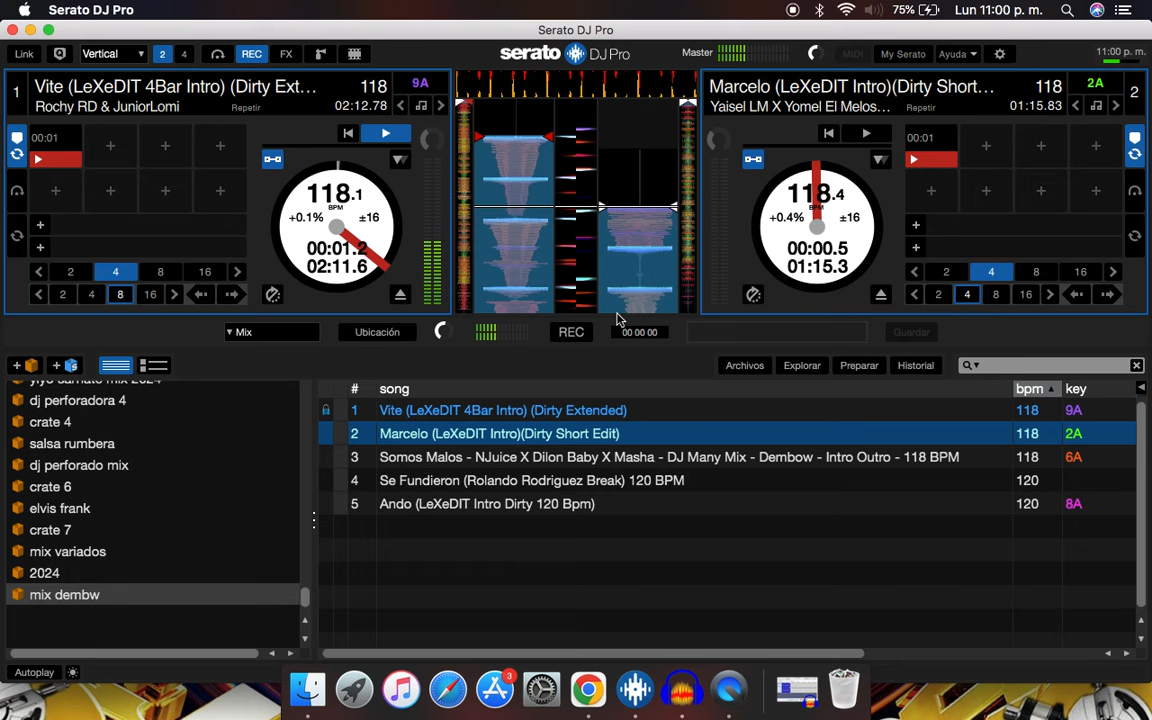 Serato DJ Pro 75% Lun 11:00 p. m.
Serato DJ Pro
Link Vertical 2 4 REC FX serato DJ Pro Master MIDI My Serato Ayuda
11:00 p. m.
1 Vite (LeXeDIT 4Bar Intro) (Dirty Ext... 118 9A
Rochy RD & JuniorLomi Repetir 02:12.78
00:01
118.1
BPM
+0.1% ±16
00:01.2
02:11.6
2 4 8 16
2 4 8 16
Marcelo (LeXeDIT Intro)(Dirty Short... 118 2A 2
Yaisel LM X Yomel El Melos... Repetir 01:15.83
00:01
118.4
BPM
+0.4% ±16
00:00.5
01:15.3
2 4 8 16
2 4 8 16
Mix Ubicación REC 00 00 00 Guardar
Archivos Explorar Preparar Historial
yiyo sarnato mix 2024
dj perforadora 4
crate 4
salsa rumbera
dj perforado mix
crate 6
elvis frank
crate 7
mix variados
2024
mix dembw
# song bpm key
1 Vite (LeXeDIT 4Bar Intro) (Dirty Extended) 118 9A
2 Marcelo (LeXeDIT Intro)(Dirty Short Edit) 118 2A
3 Somos Malos - NJuice X Dilon Baby X Masha - DJ Many Mix - Dembow - Intro Outro - 118 BPM 118 6A
4 Se Fundieron (Rolando Rodriguez Break) 120 BPM 120
5 Ando (LeXeDIT Intro Dirty 120 Bpm) 120 8A
Autoplay
3